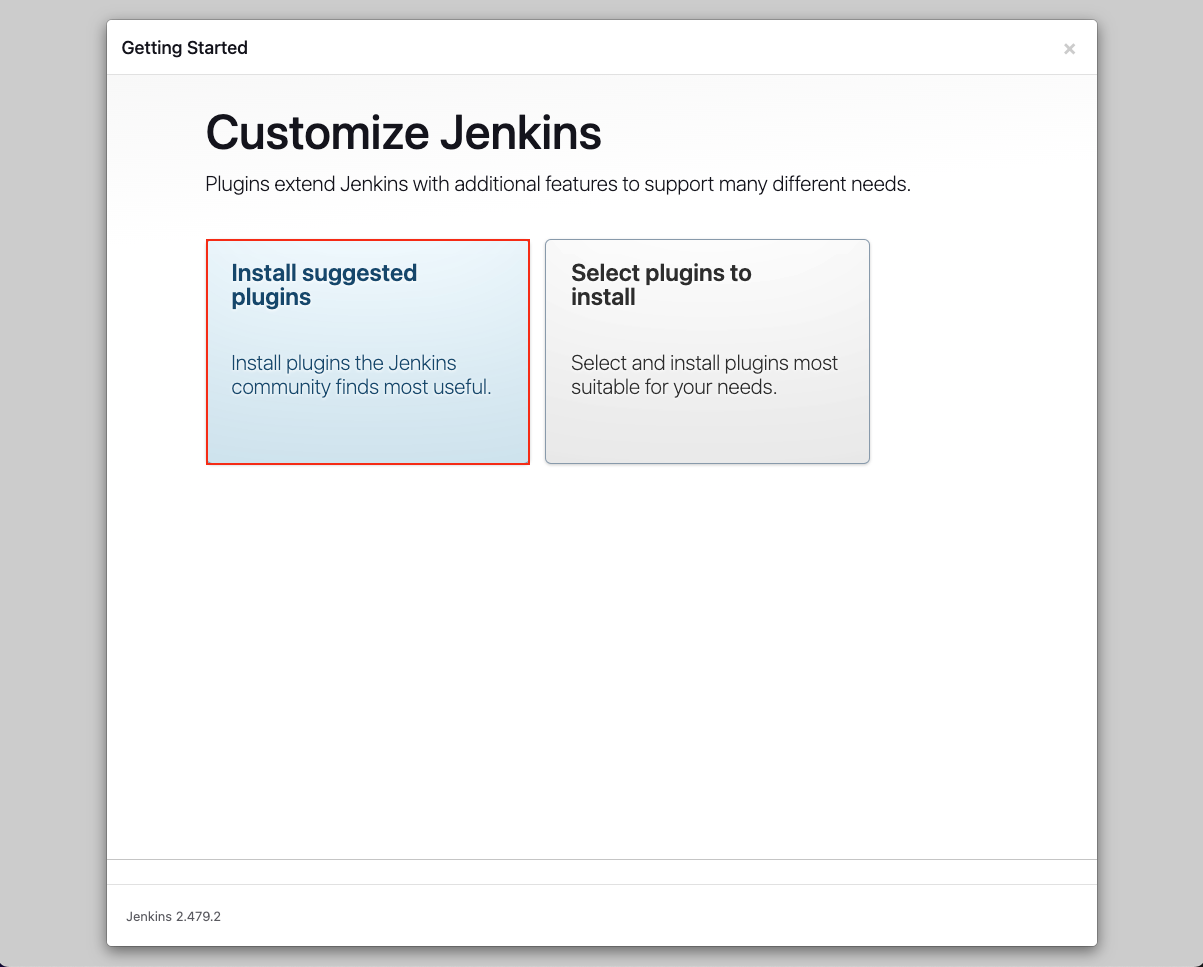 Getting Started
×
Customize Jenkins
Plugins extend Jenkins with additional features to support many different needs.
Install suggested
plugins
Install plugins the Jenkins
community finds most useful.
Select plugins to
install
Select and install plugins most
suitable for your needs.
Jenkins 2.479.2